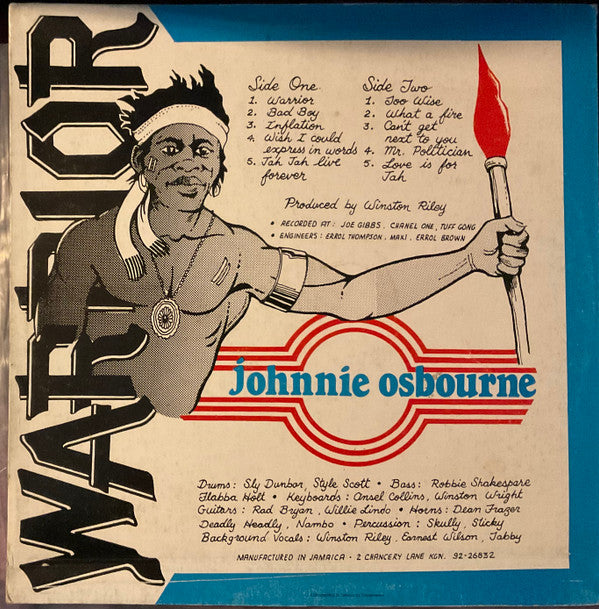 WARRIOR
Side One
1. Warrior
2. Bad Boy
3. Inflation
4. Wish I could
express in words
5. Jah Jah live
forever
Side Two
1. Too Wise
2. What a fire
3. Can't get
next to you
4. Mr. Politician
5. Love is for
Jah
Produced by Winston Riley
• RECORDED AT: JOE GIBBS. CHANEL ONE, TUFF GONG
• ENGINEERS: ERROL THOMPSON. MAXI. ERROL BROWN
johnnie osbourne
Drums: Sly Dunbar, Style Scott • Bass: Robbie Shakespare
Flabba Holt • Keyboards: Ansel Collins, Winston Wright
Guitars: Rad Bryan, Willie Lindo • Horns: Dean Frazer
Deadly Headly, Nambo • Percussion: Skully, Sticky
Background Vocals: Winston Riley, Earnest Wilson, Tabby
MANUFACTURED IN JAMAICA • 2 CHANCERY LANE KGN. 92-26832